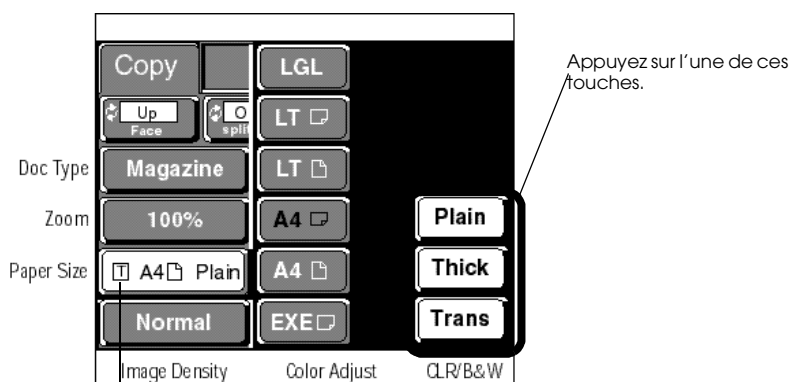 Copy
LGL
Appuyez sur l'une de ces
touches.
Up
Face
O
split
LT
Doc Type
Magazine
LT
Zoom
100%
A4
Plain
Paper Size
T A4 Plain
A4
Thick
Normal
EXE
Trans
Image Density
Color Adjust
CLR/B&W